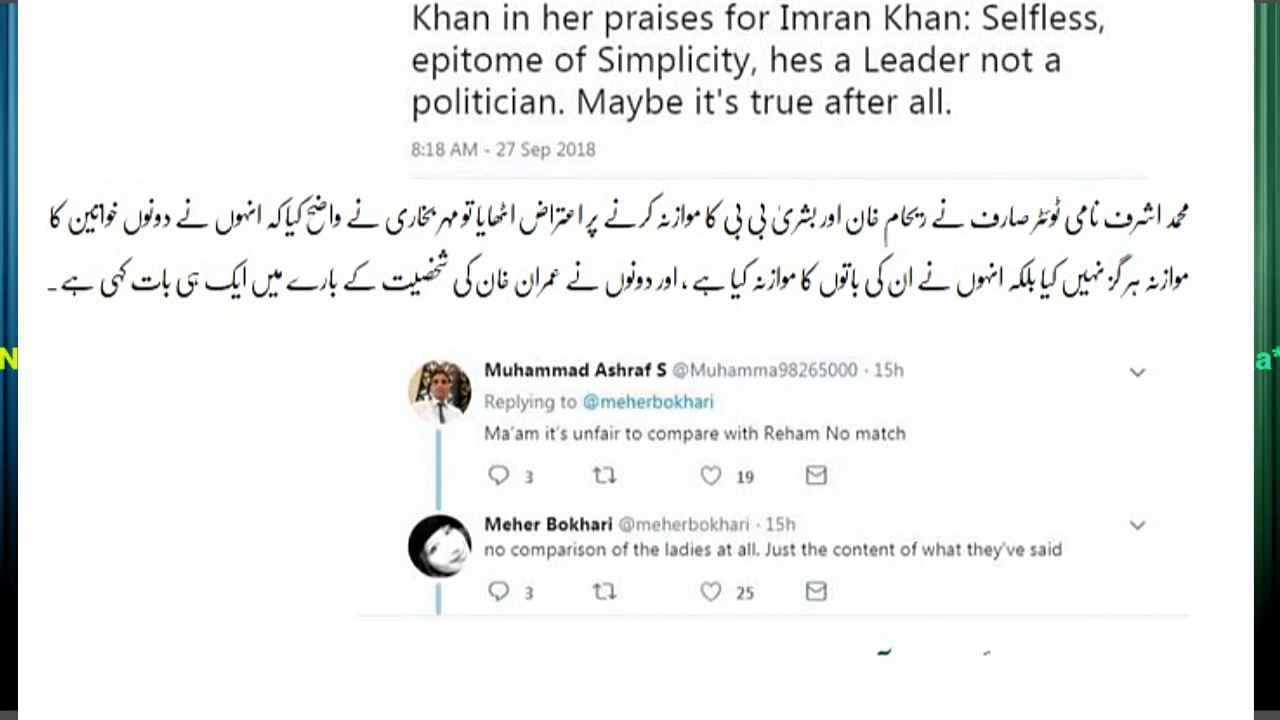 Khan in her praises for Imran Khan: Selfless,
epitome of Simplicity, hes a Leader not a
politician. Maybe it's true after all.
8:18 AM - 27 Sep 2018
محمد اشرف نامی ٹوئٹر صارف نے ریحام خان اور بشریٰ بی بی کا موازنہ کرنے پر اعتراض اٹھایا تو مہر بخاری نے واضح کیا کہ انہوں نے دونوں خواتین کا
موازنہ ہرگز نہیں کیا بلکہ انہوں نے ان کی باتوں کا موازنہ کیا ہے ، اور دونوں نے عمران خان کی شخصیت کے بارے میں ایک ہی بات کہی ہے ۔
N
a*
Muhammad Ashraf S @Muhamma98265000 · 15h
Replying to @meherbokhari
Ma'am it's unfair to compare with Reham No match
3 19
Meher Bokhari @meherbokhari · 15h
no comparison of the ladies at all. Just the content of what they've said
3 25